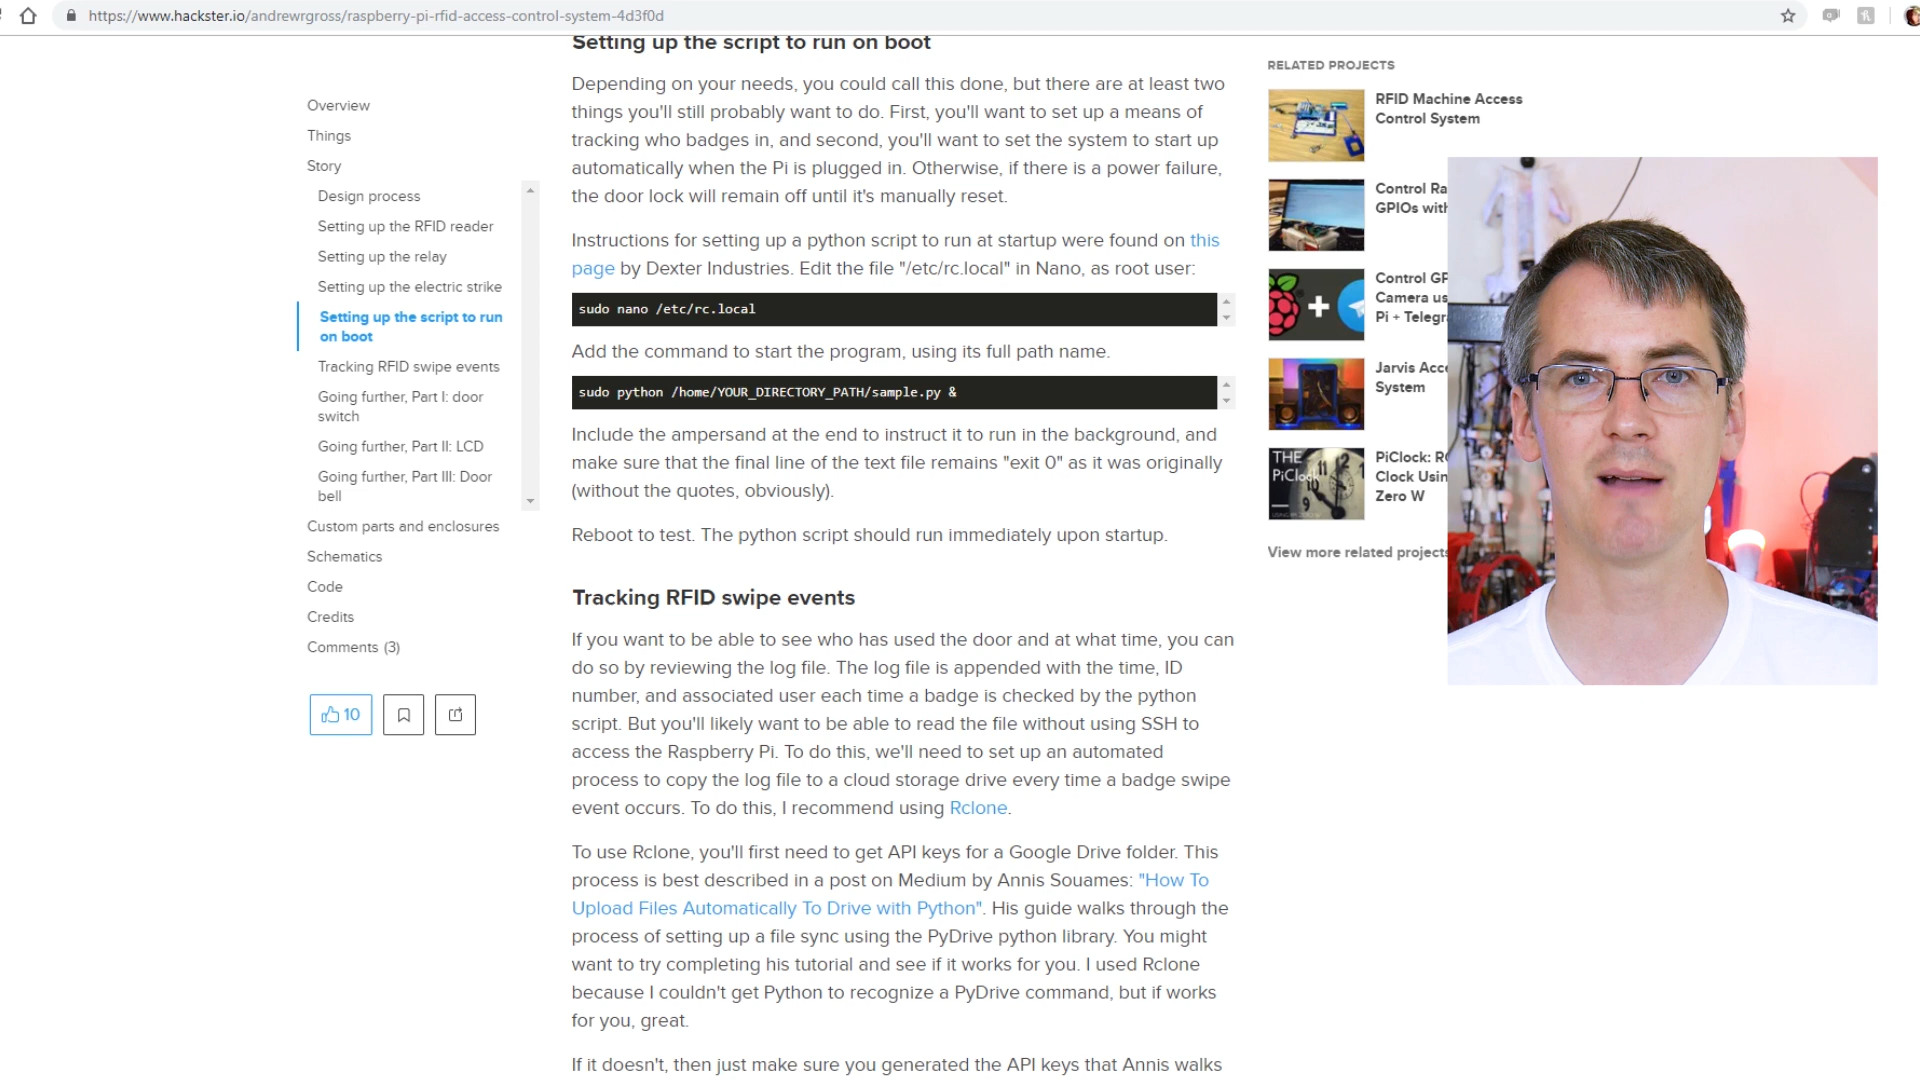 https://www.hackster.io/andrewrgross/raspberry-pi-rfid-access-control-system-4d3f0d
Overview
Things
Story
Design process
Setting up the RFID reader
Setting up the relay
Setting up the electric strike
Setting up the script to run
on boot
Tracking RFID swipe events
Going further, Part I: door
switch
Going further, Part II: LCD
Going further, Part III: Door
bell
Custom parts and enclosures
Schematics
Code
Credits
Comments (3)
10
Setting up the script to run on boot
Depending on your needs, you could call this done, but there are at least two
things you'll still probably want to do. First, you'll want to set up a means of
tracking who badges in, and second, you'll want to set the system to start up
automatically when the Pi is plugged in. Otherwise, if there is a power failure,
the door lock will remain off until it's manually reset.
Instructions for setting up a python script to run at startup were found on this
page by Dexter Industries. Edit the file "/etc/rc.local" in Nano, as root user:
sudo nano /etc/rc.local
Add the command to start the program, using its full path name.
sudo python /home/YOUR_DIRECTORY_PATH/sample.py &
Include the ampersand at the end to instruct it to run in the background, and
make sure that the final line of the text file remains "exit 0" as it was originally
(without the quotes, obviously).
Reboot to test. The python script should run immediately upon startup.
Tracking RFID swipe events
If you want to be able to see who has used the door and at what time, you can
do so by reviewing the log file. The log file is appended with the time, ID
number, and associated user each time a badge is checked by the python
script. But you'll likely want to be able to read the file without using SSH to
access the Raspberry Pi. To do this, we'll need to set up an automated
process to copy the log file to a cloud storage drive every time a badge swipe
event occurs. To do this, I recommend using Rclone.
To use Rclone, you'll first need to get API keys for a Google Drive folder. This
process is best described in a post on Medium by Annis Souames: "How To
Upload Files Automatically To Drive with Python". His guide walks through the
process of setting up a file sync using the PyDrive python library. You might
want to try completing his tutorial and see if it works for you. I used Rclone
because I couldn't get Python to recognize a PyDrive command, but if works
for you, great.
If it doesn't, then just make sure you generated the API keys that Annis walks
RELATED PROJECTS
RFID Machine Access
Control System
Control Ra
GPIOs with
Control GP
Camera us
Pi + Telegr
Jarvis Acce
System
THE
PiClock
PiClock: R
Clock Usin
Zero W
View more related projects